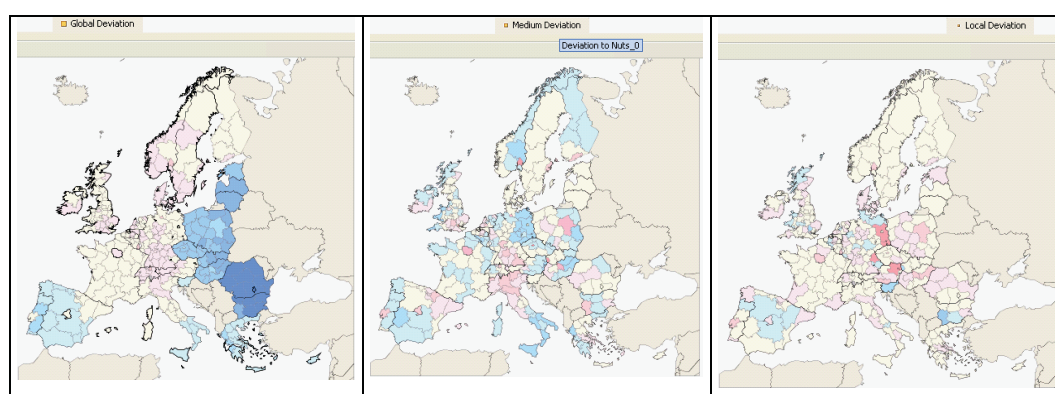 Global Deviation
Medium Deviation
Deviation to Nuts_0
Local Deviation